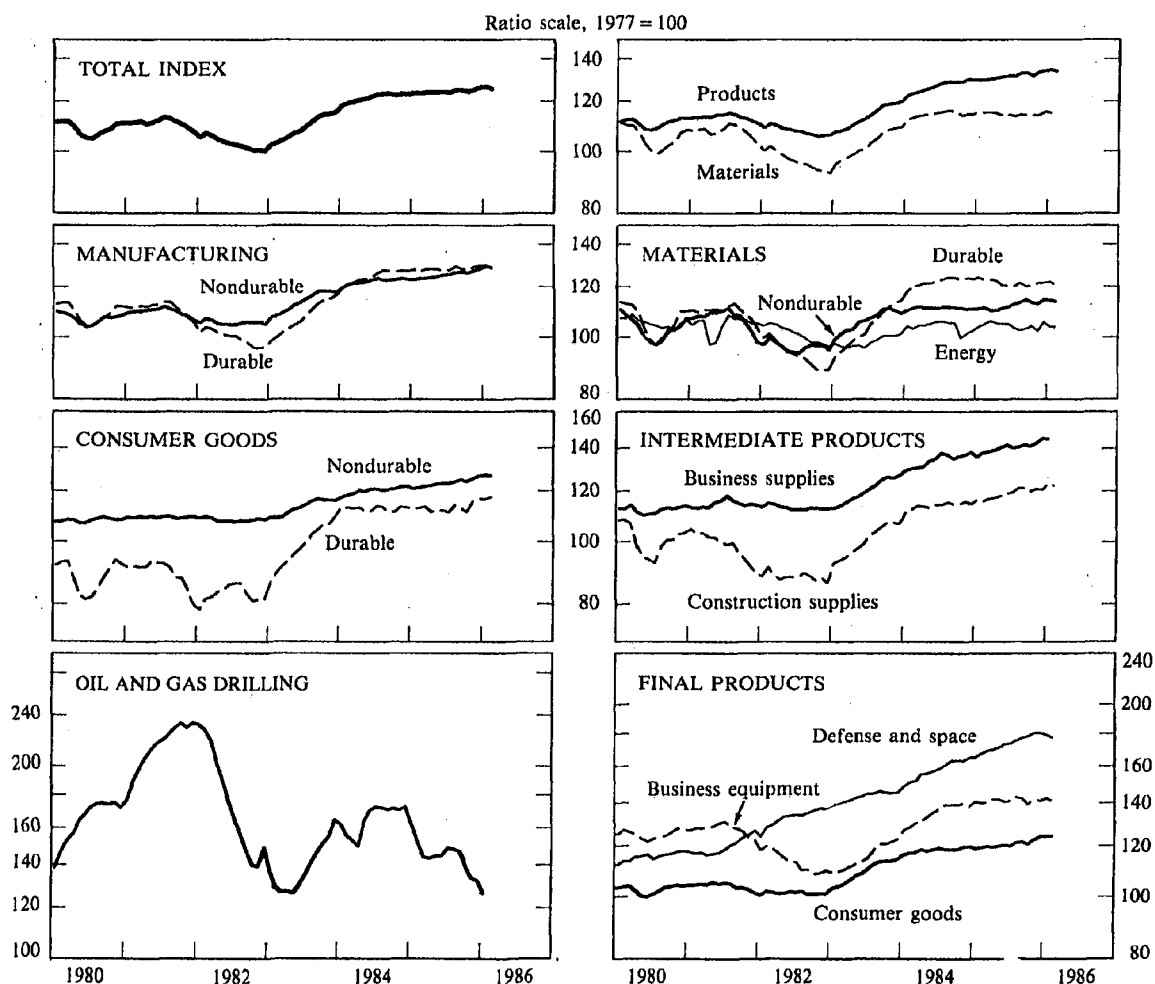 Ratio scale, 1977 = 100
TOTAL INDEX
140
120
100
80
Products
Materials
MANUFACTURING
Nondurable
Durable
140
120
100
80
MATERIALS
Durable
Nondurable
Energy
CONSUMER GOODS
Nondurable
Durable
160
140
120
100
80
INTERMEDIATE PRODUCTS
Business supplies
Construction supplies
OIL AND GAS DRILLING
240
200
160
140
120
100
1980 1982 1984 1986
FINAL PRODUCTS
Defense and space
Business equipment
Consumer goods
240
200
160
140
120
100
80
1980 1982 1984 1986